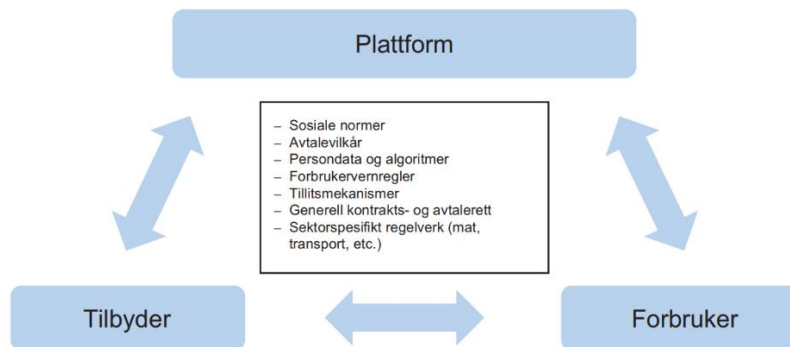 Plattform
– Sosiale normer
– Avtalevilkår
– Persondata og algoritmer
– Forbrukervernregler
– Tillitsmekanismer
– Generell kontrakts- og avtalerett
– Sektorspesifikt regelverk (mat,
transport, etc.)
Tilbyder
Forbruker